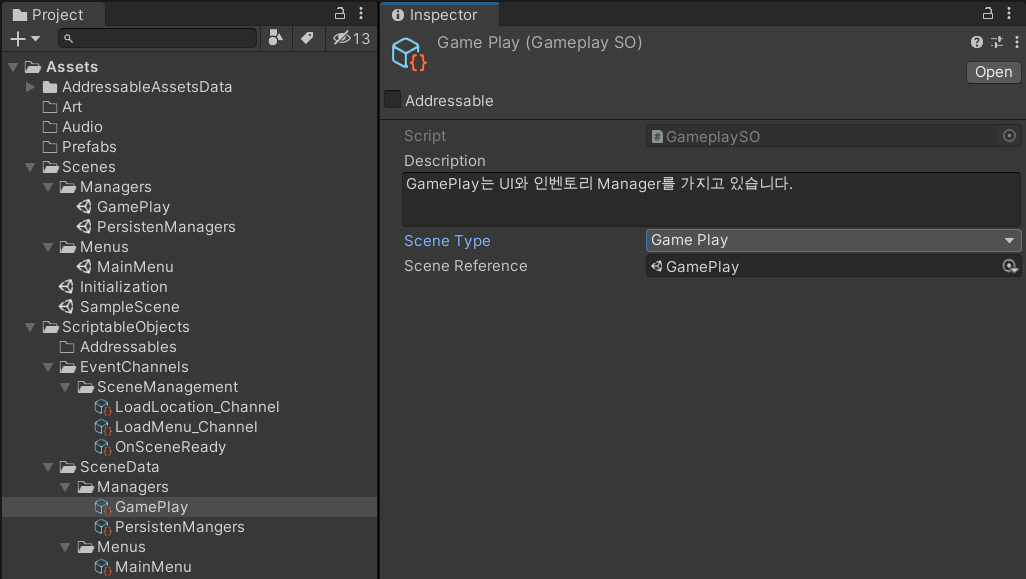 Project
13
Assets
AddressableAssetsData
Art
Audio
Prefabs
Scenes
Managers
GamePlay
PersistenManagers
Menus
MainMenu
Initialization
SampleScene
ScriptableObjects
Addressables
EventChannels
SceneManagement
LoadLocation_Channel
LoadMenu_Channel
OnSceneReady
SceneData
Managers
GamePlay
PersistenMangers
Menus
MainMenu
Inspector
Game Play (Gameplay SO)
Open
Addressable
Script GameplaySO
Description
GamePlay는 UI와 인벤토리 Manager를 가지고 있습니다.
Scene Type Game Play
Scene Reference GamePlay